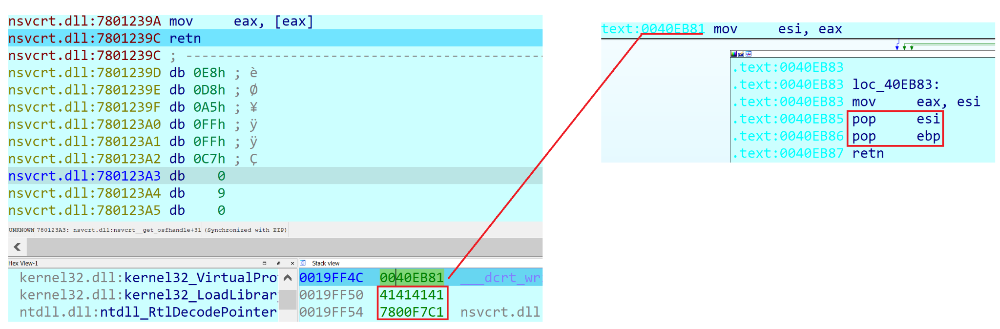 nsvcrt.dll:7801239A mov eax, [eax]
nsvcrt.dll:7801239C retn
nsvcrt.dll:7801239C ; ---------------------------------------------
nsvcrt.dll:7801239D db 0E8h ; è
nsvcrt.dll:7801239E db 0D8h ; Ø
nsvcrt.dll:7801239F db 0A5h ; ¥
nsvcrt.dll:780123A0 db 0FFh ; ÿ
nsvcrt.dll:780123A1 db 0FFh ; ÿ
nsvcrt.dll:780123A2 db 0C7h ; Ç
nsvcrt.dll:780123A3 db 0
nsvcrt.dll:780123A4 db 9
nsvcrt.dll:780123A5 db 0
UNKNOWN 780123A3: nsvcrt.dll:nsvcrt__get_osfhandle+31 (Synchronized with EIP)
Hex View-1
kernel32.dll:kernel32_VirtualPro
kernel32.dll:kernel32_LoadLibrary
ntdll.dll:ntdll_RtlDecodePointer
Stack view
0019FF4C 0040EB81 ___dcrt_wri
0019FF50 41414141
0019FF54 7800F7C1 nsvcrt.dll
text:0040EB81 mov esi, eax
.text:0040EB83
.text:0040EB83 loc_40EB83:
.text:0040EB83 mov eax, esi
.text:0040EB85 pop esi
.text:0040EB86 pop ebp
.text:0040EB87 retn